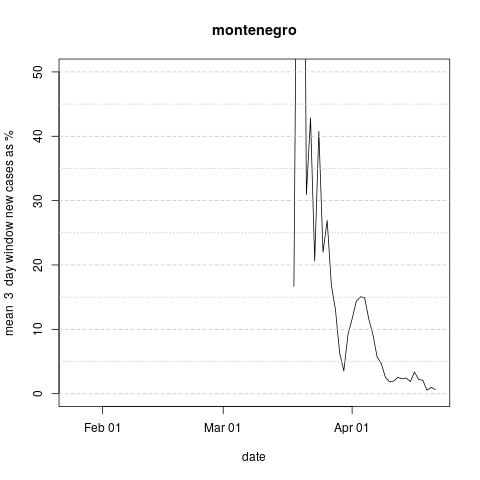 montenegro
mean 3 day window new cases as %
50
40
30
20
10
0
Feb 01
Mar 01
Apr 01
date